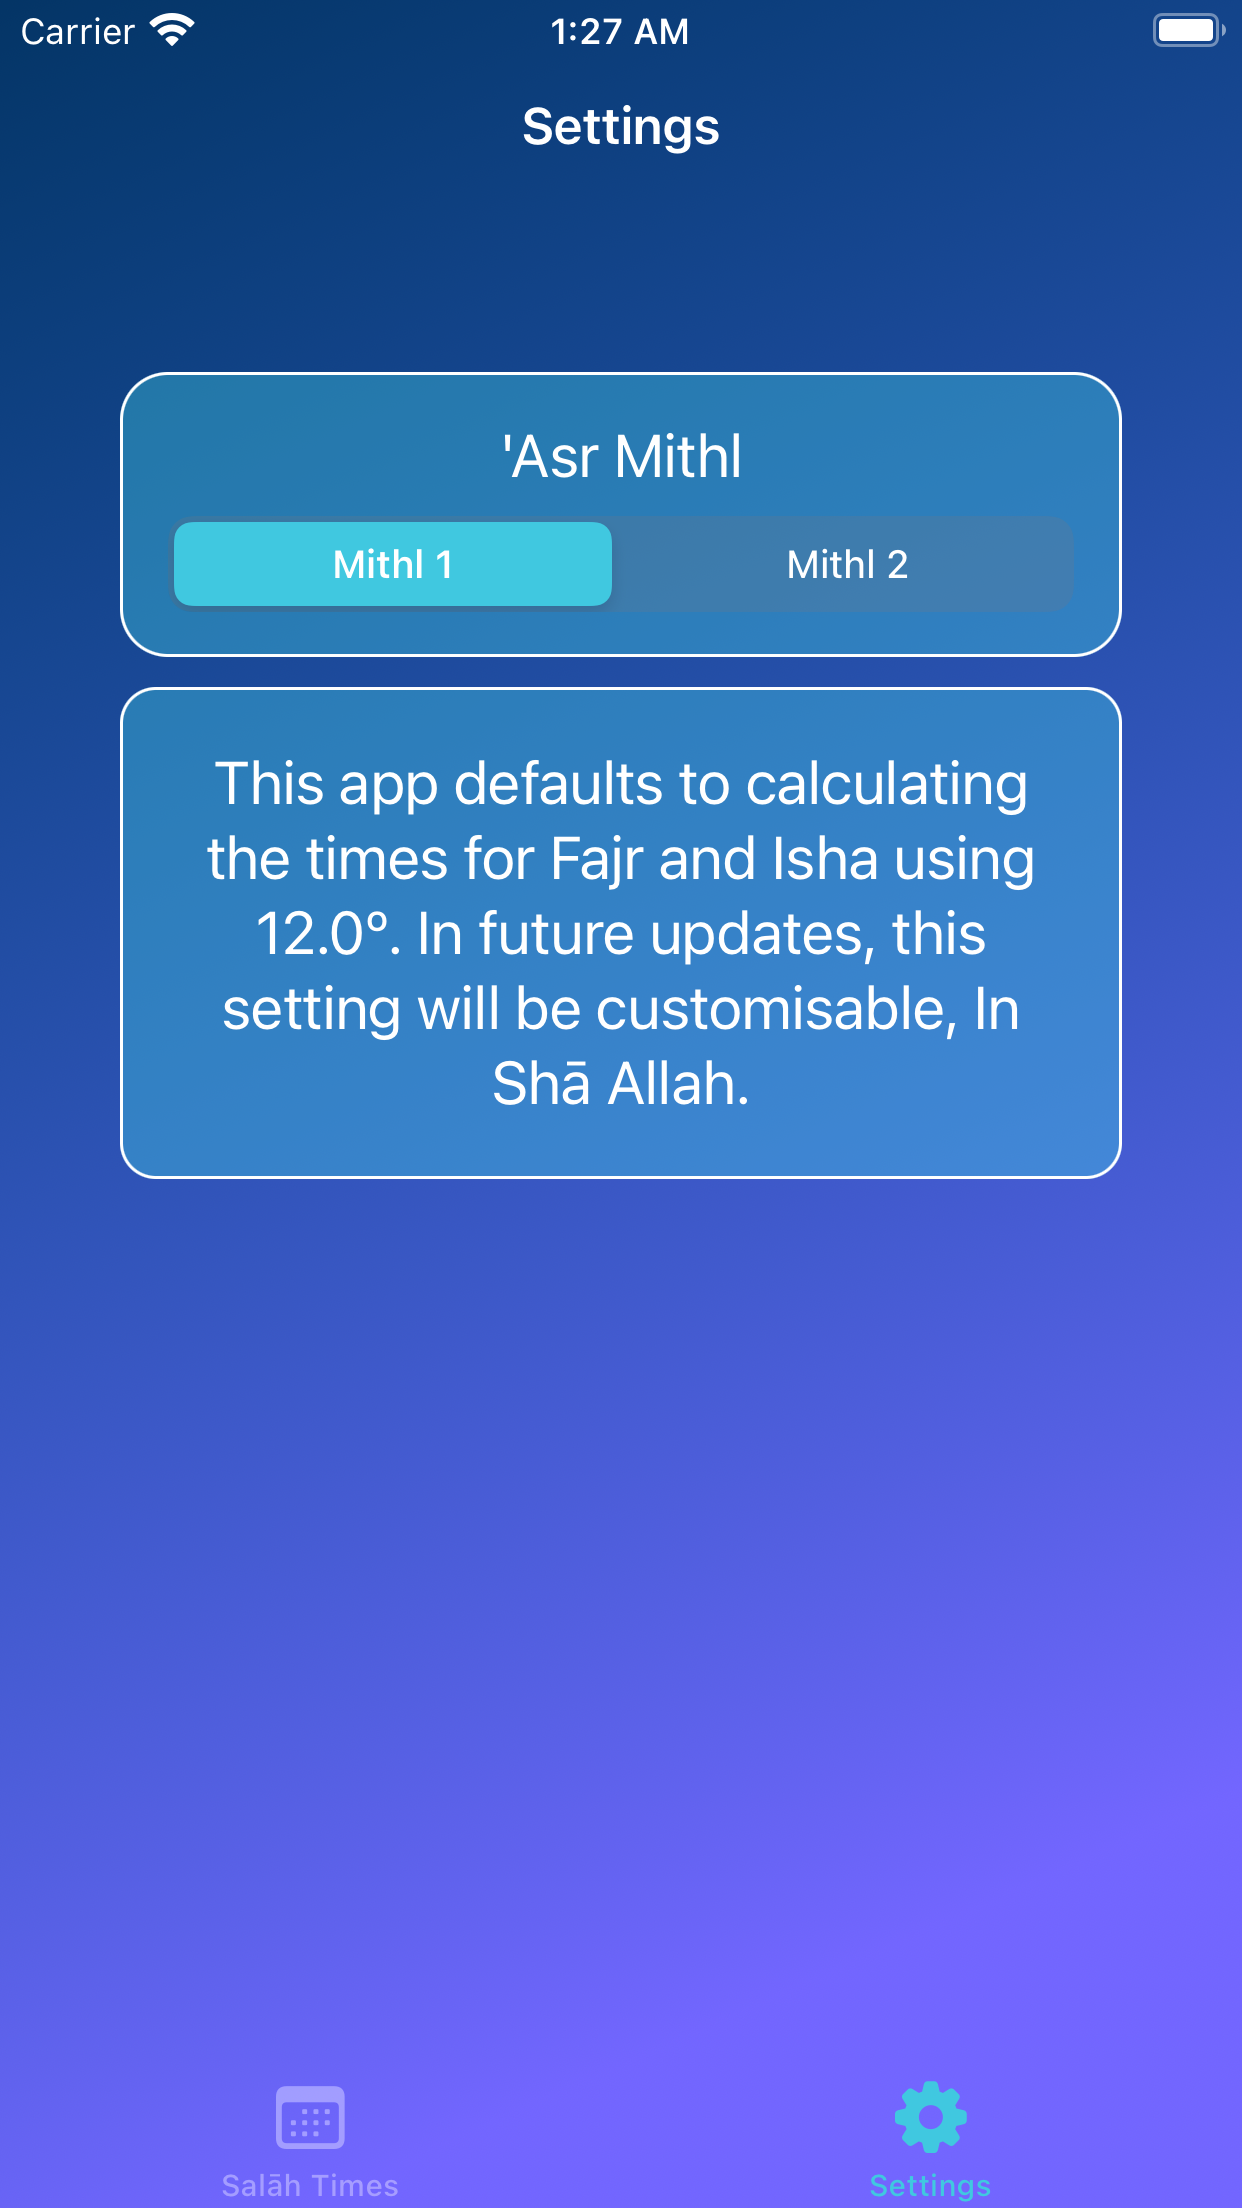 Carrier 1:27 AM
Settings
'Asr Mithl
Mithl 1 Mithl 2
This app defaults to calculating
the times for Fajr and Isha using
12.0º. In future updates, this
setting will be customisable, In
Shā Allah.
Salāh Times Settings